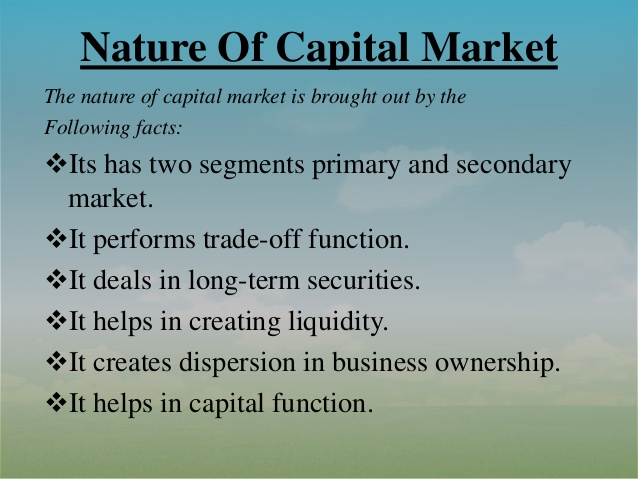 Nature Of Capital Market
The nature of capital market is brought out by the
Following facts:
❖Its has two segments primary and secondary
market.
❖It performs trade-off function.
❖It deals in long-term securities.
❖It helps in creating liquidity.
❖It creates dispersion in business ownership.
❖It helps in capital function.